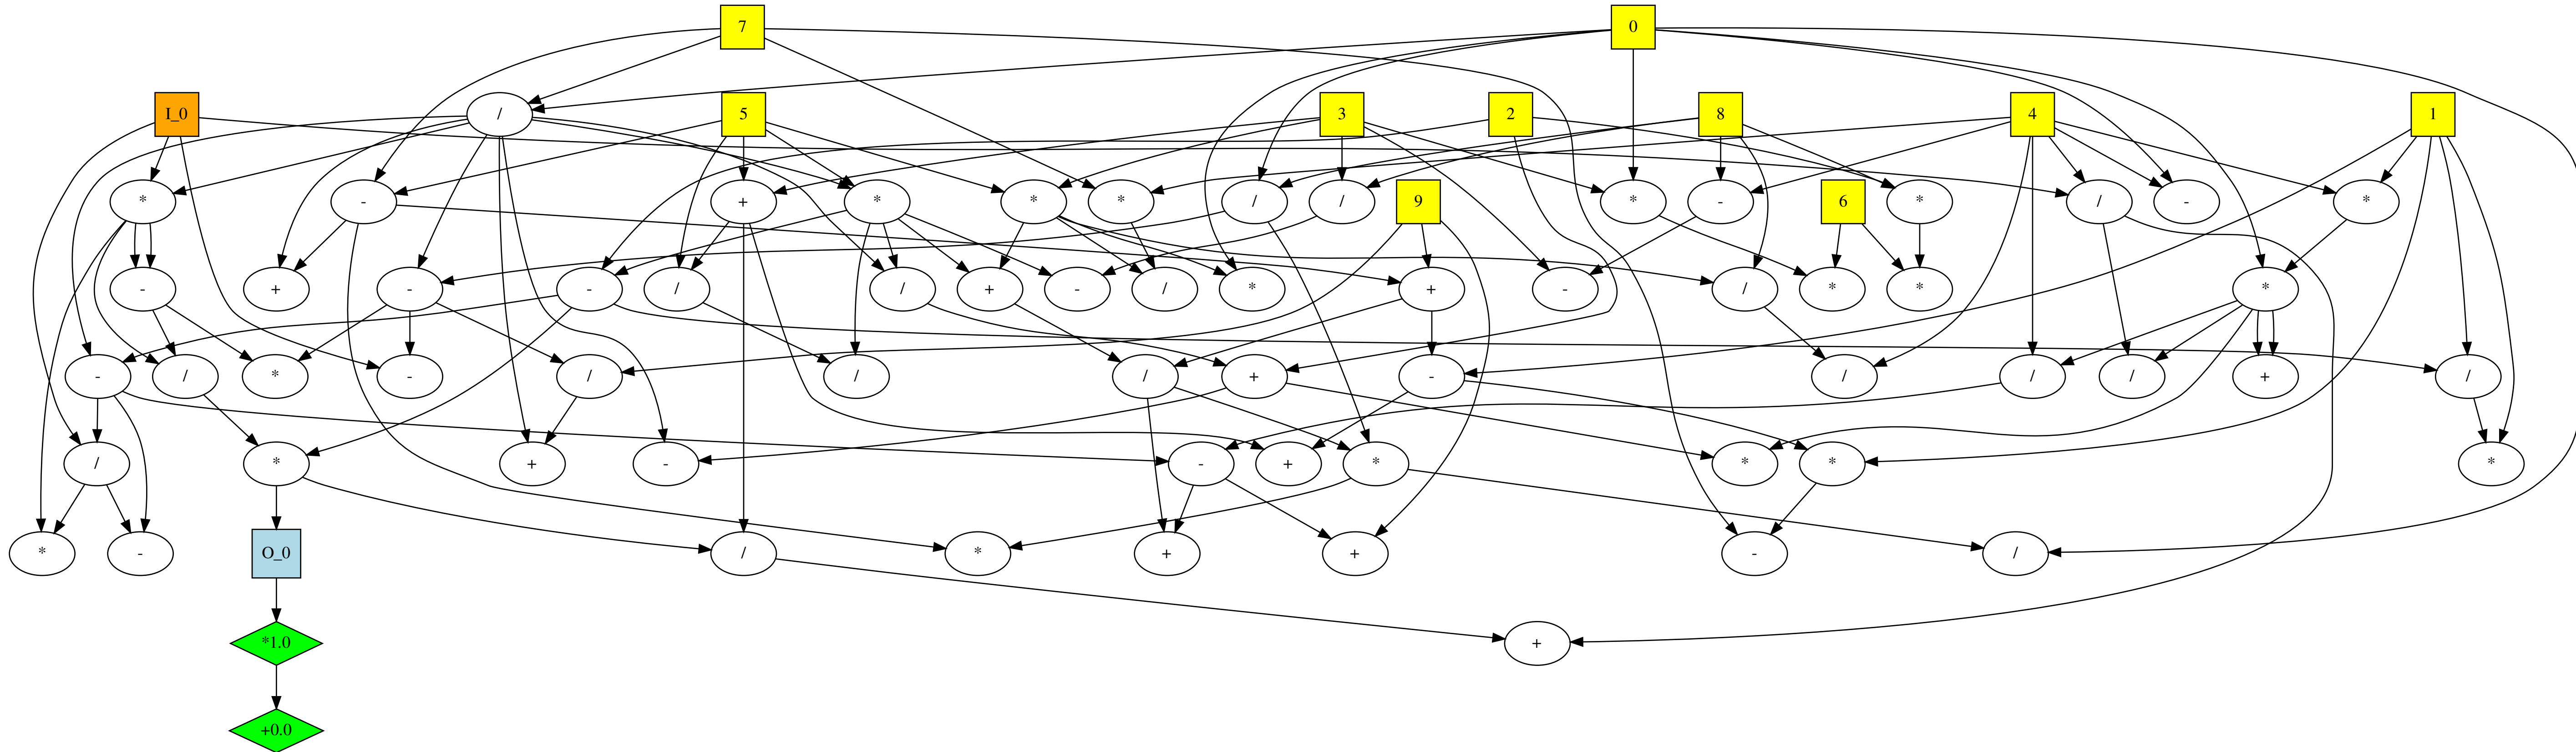 7 0
I_0 / 5 3 2 8 4 1
* - + * * * / / 9 * - 6 * / - *
+ - - / / + - / * + - / * * *
- / * - / / / + - / / / + /
/ * + - - + * * * *
* - O_0 / * + + - /
*1.0 +
+0.0